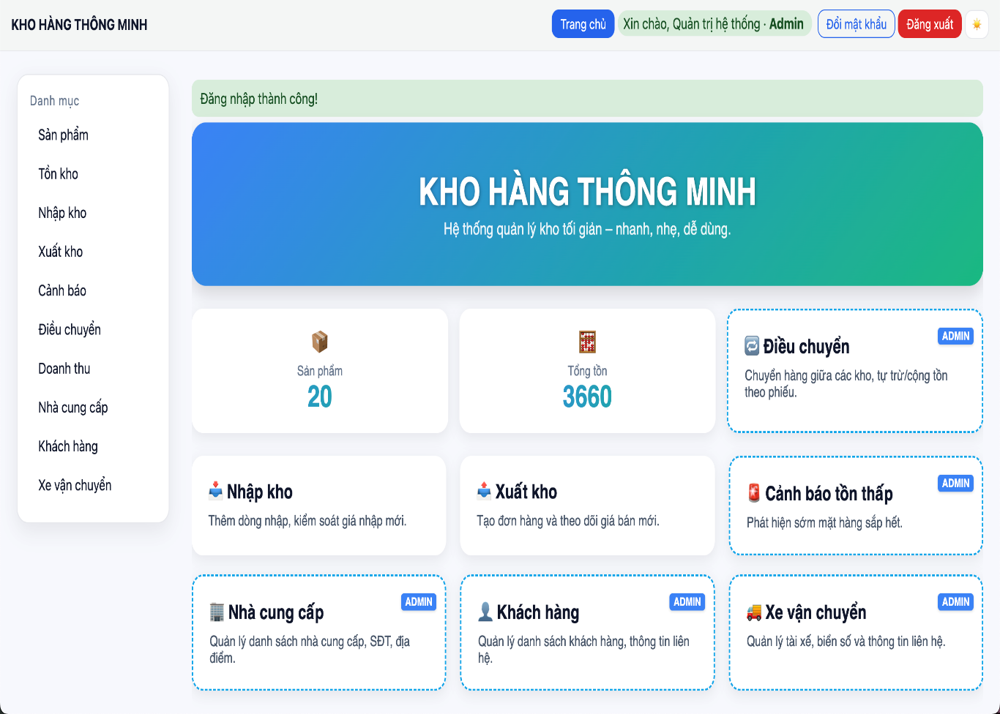 KHO HÀNG THÔNG MINH
Trang chủ
Xin chào, Quản trị hệ thống · Admin
Đổi mật khẩu
Đăng xuất
Danh mục
Sản phẩm
Tồn kho
Nhập kho
Xuất kho
Cảnh báo
Điều chuyển
Doanh thu
Nhà cung cấp
Khách hàng
Xe vận chuyển
Đăng nhập thành công!
KHO HÀNG THÔNG MINH
Hệ thống quản lý kho tối giản – nhanh, nhẹ, dễ dùng.
Sản phẩm
20
Tổng tồn
3660
ADMIN
Điều chuyển
Chuyển hàng giữa các kho, tự trừ/cộng tồn
theo phiếu.
Nhập kho
Thêm dòng nhập, kiểm soát giá nhập mới.
Xuất kho
Tạo đơn hàng và theo dõi giá bán mới.
ADMIN
Cảnh báo tồn thấp
Phát hiện sớm mặt hàng sắp hết.
ADMIN
Nhà cung cấp
Quản lý danh sách nhà cung cấp, SĐT, địa
điểm.
ADMIN
Khách hàng
Quản lý danh sách khách hàng, thông tin liên
hệ.
ADMIN
Xe vận chuyển
Quản lý tài xế, biển số và thông tin liên hệ.